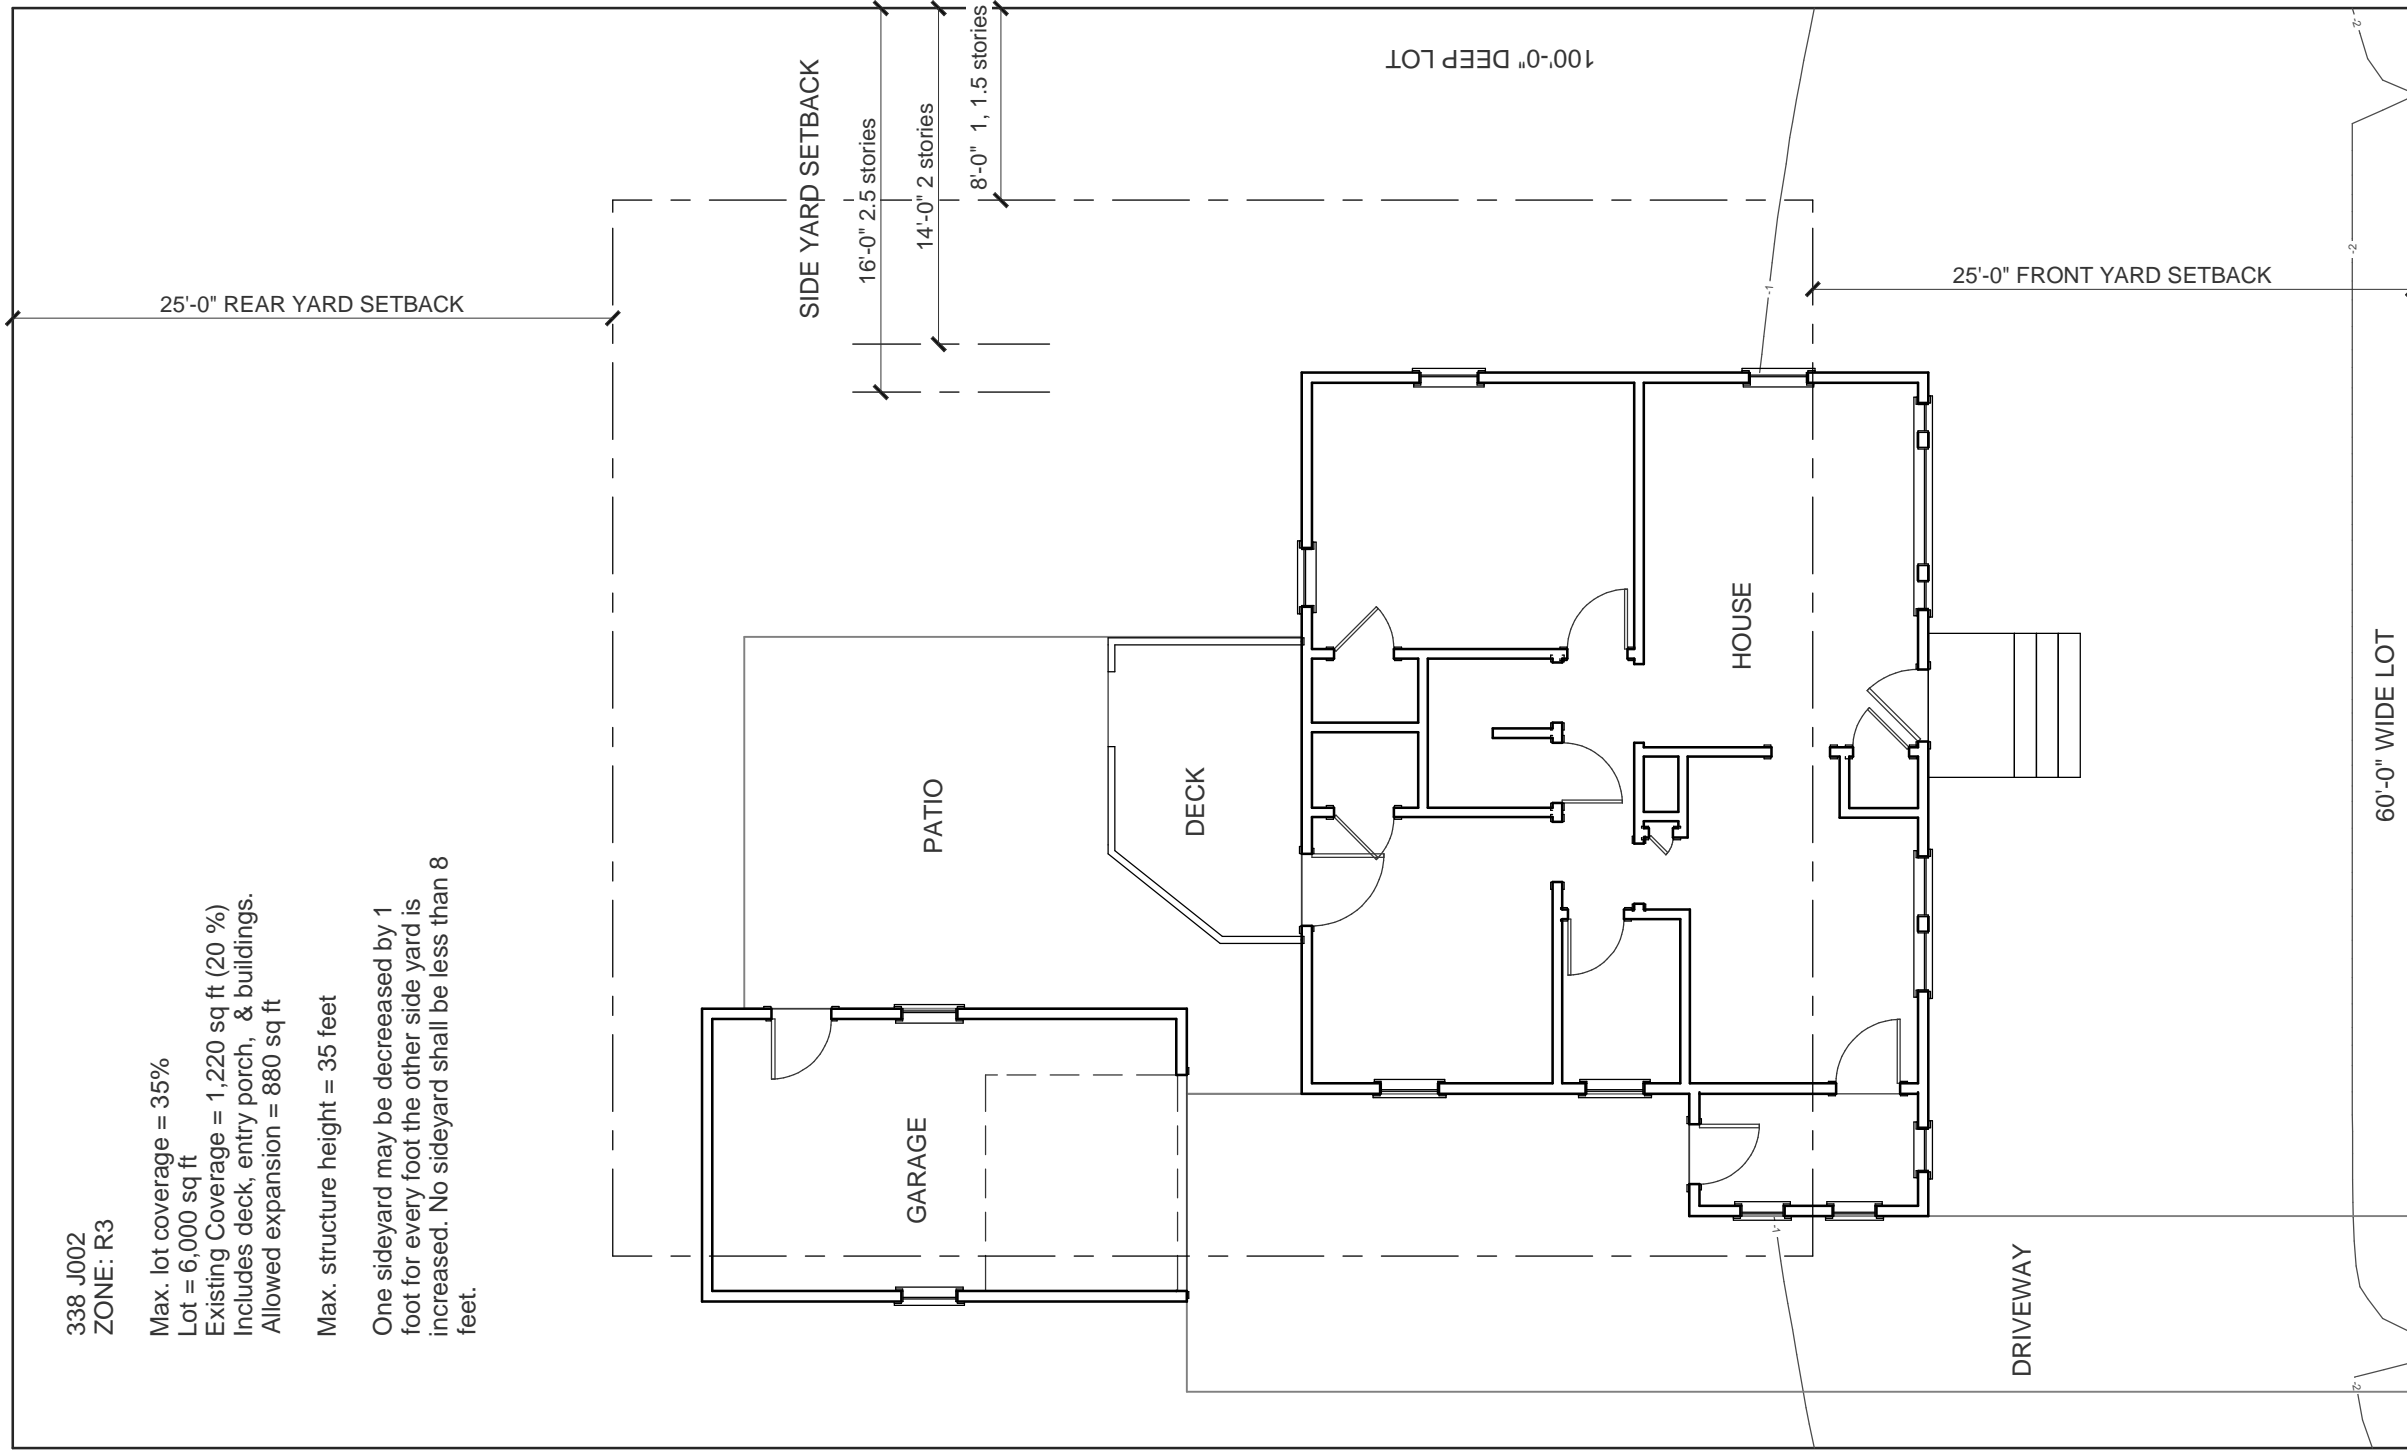 338 J002
ZONE: R3
Max. lot coverage = 35%
Lot = 6,000 sq ft
Existing Coverage = 1,220 sq ft (20 %)
Includes deck, entry porch, & buildings.
Allowed expansion = 880 sq ft
Max. structure height = 35 feet
One sideyard may be decreeased by 1
foot for every foot the other side yard is
increased. No sideyard shall be less than 8
feet.
25'-0" REAR YARD SETBACK
SIDE YARD SETBACK
16'-0" 2.5 stories
14'-0" 2 stories
8'-0" 1, 1.5 stories
100'-0" DEEP LOT
25'-0" FRONT YARD SETBACK
PATIO
DECK
GARAGE
HOUSE
DRIVEWAY
60'-0" WIDE LOT
-1
-1
-2
-2
-2